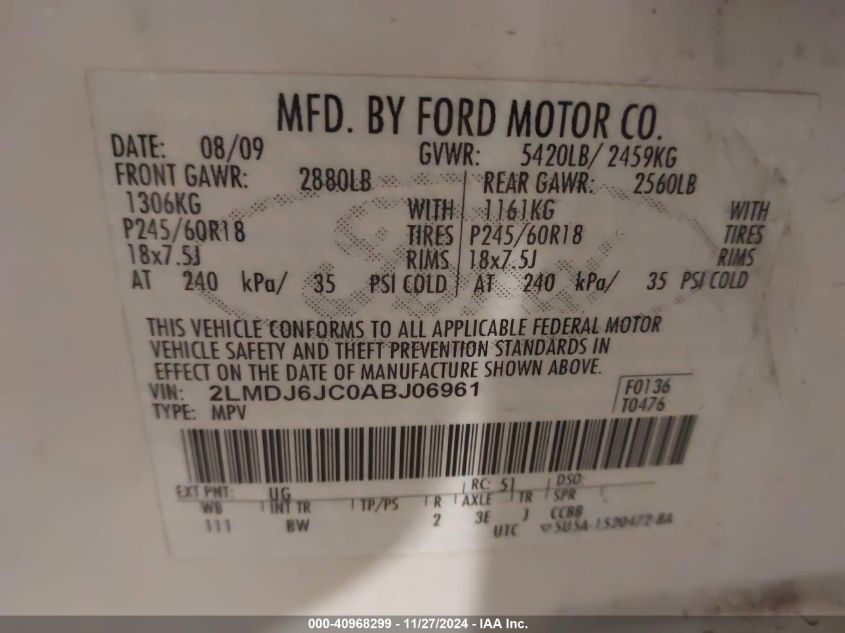 MFD. BY FORD MOTOR CO.
DATE: 08/09 GVWR: 5420LB/ 2459KG
FRONT GAWR: 2880LB REAR GAWR: 2560LB
1306KG WITH 1161KG WITH
P245/60R18 TIRES P245/60R18 TIRES
18x7.5J RIMS 18x7.5J RIMS
AT 240 kPa/ 35 PSI COLD AT 240 kPa/ 35 PSI COLD
THIS VEHICLE CONFORMS TO ALL APPLICABLE FEDERAL MOTOR
VEHICLE SAFETY AND THEFT PREVENTION STANDARDS IN
EFFECT ON THE DATE OF MANUFACTURE SHOWN ABOVE.
VIN: 2LMDJ6JC0ABJ06961 F0136
TYPE: MPV T0476
EXT PNT: UG RC: 51 DSO:
WB INT TR TP/PS R AXLE TR SPR
111 BW 2 3E J CCBB
UTC 5U5A-1520472-BA
000-40968299 - 11/27/2024 - IAA Inc.